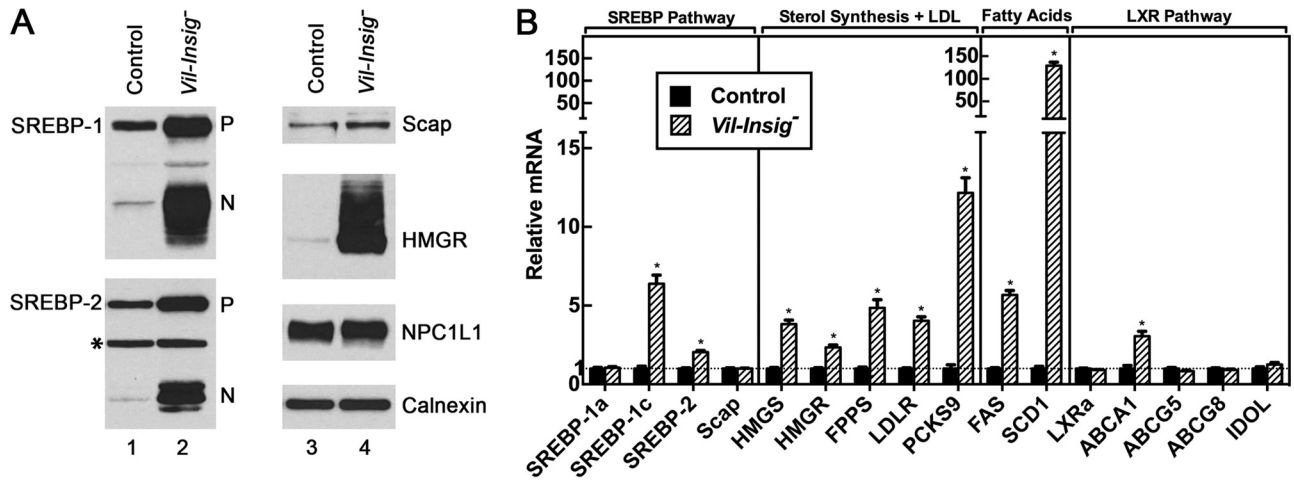 A
Control
Vil-Insig⁻
SREBP-1
P
N
SREBP-2
P
*
N
1
2
Control
Vil-Insig⁻
Scap
HMGR
NPC1L1
Calnexin
3
4
B
SREBP Pathway
Sterol Synthesis + LDL
Fatty Acids
LXR Pathway
Relative mRNA
150
100
50
15
10
5
1
0
150
100
50
Control
Vil-Insig⁻
*
*
*
*
*
*
*
*
*
*
SREBP-1a
SREBP-1c
SREBP-2
Scap
HMGS
HMGR
FPPS
LDLR
PCKS9
FAS
SCD1
LXRa
ABCA1
ABCG5
ABCG8
IDOL